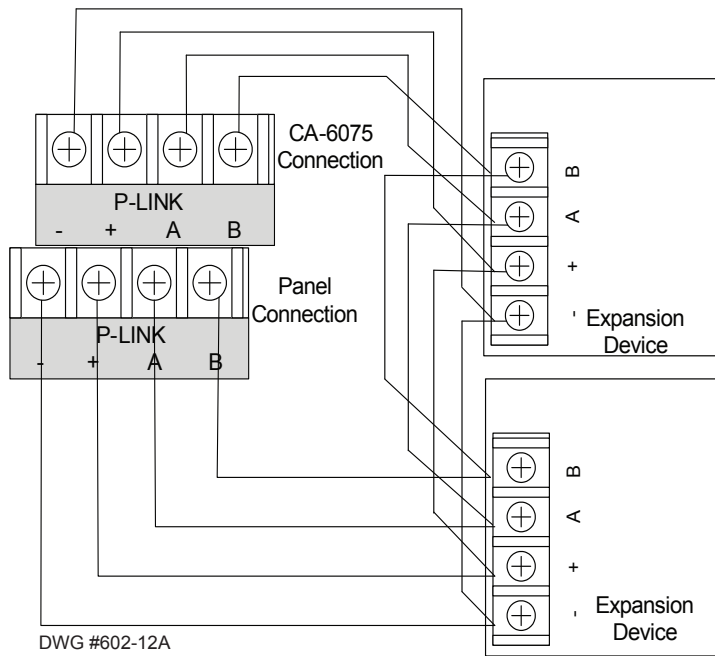 CA-6075
Connection
P-LINK
- + A B
Panel
Connection
P-LINK
- + A B
B
A
+
-
Expansion
Device
B
A
+
-
Expansion
Device
DWG #602-12A